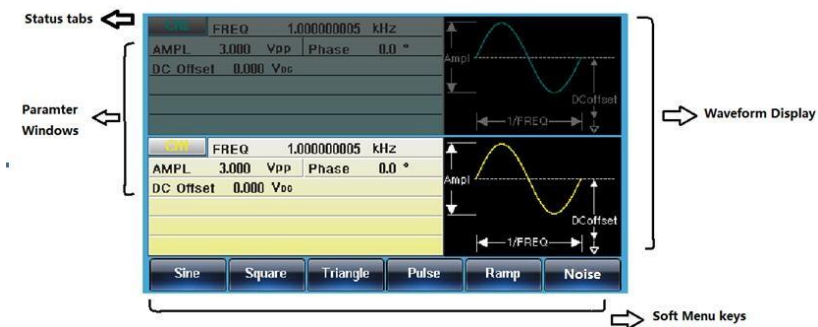 Status tabs
CH1 FREQ 1.000000005 kHz
AMPL 3.000 Vpp Phase 0.0 °
DC Offset 0.000 VDC
Ampl
DCoffset
1/FREQ
Paramter
Windows
Waveform Display
FREQ 1.000000005 kHz
AMPL 3.000 Vpp Phase 0.0 °
DC Offset 0.000 VDC
Ampl
DCoffset
1/FREQ
Sine Square Triangle Pulse Ramp Noise
Soft Menu keys